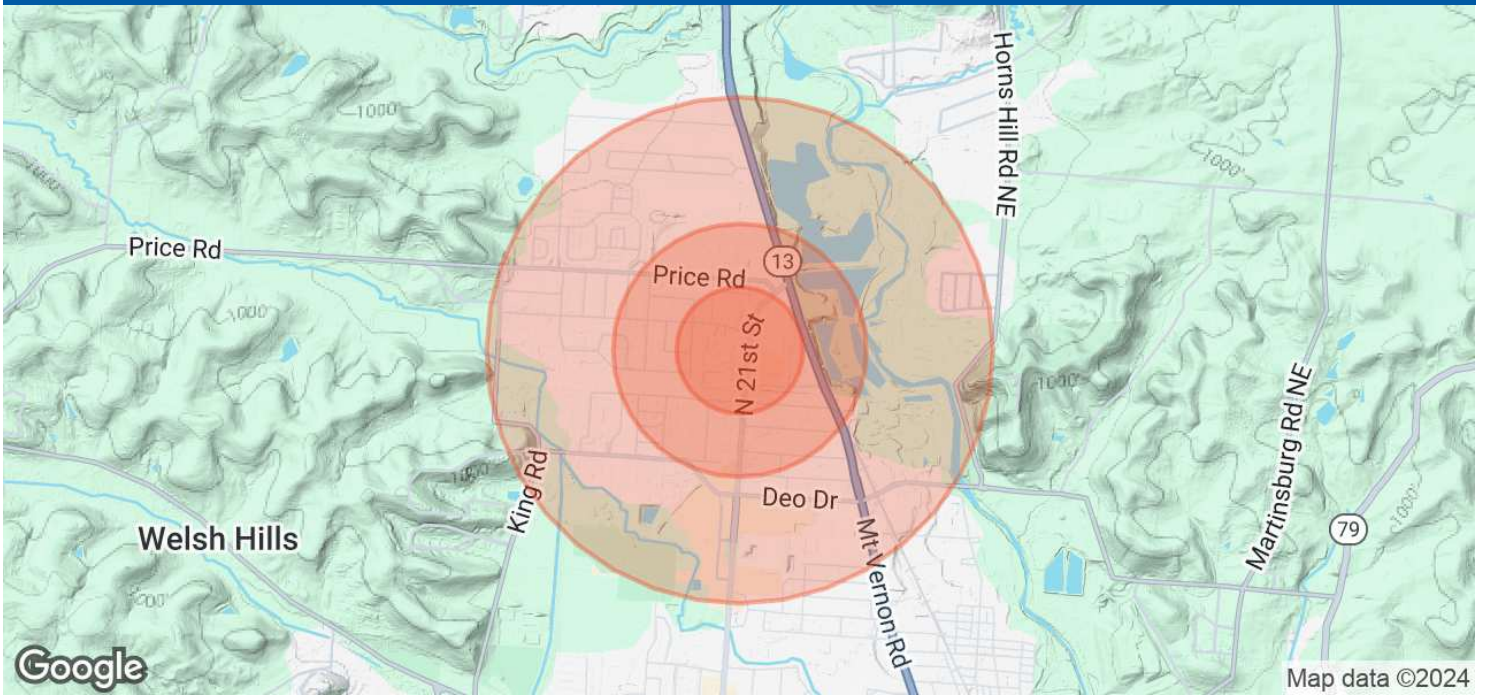 Horns Hill Rd NE
1000'
1000'
1000'
Price Rd
13
Price Rd
1000'
N 21st St
1000'
Martinsburg Rd NE
King Rd
Deo Dr
Welsh Hills
Mt Vernon Rd
79
1000'
Google
Map data ©2024